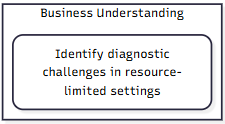 Business Understanding
Identify diagnostic
challenges in resource-
limited settings